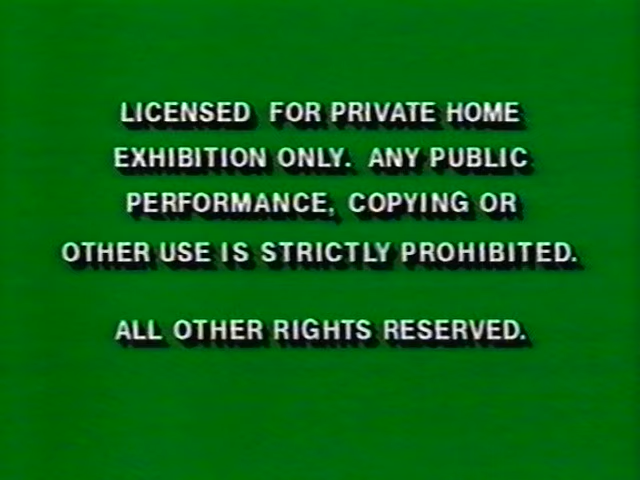 LICENSED FOR PRIVATE HOME
EXHIBITION ONLY. ANY PUBLIC
PERFORMANCE, COPYING OR
OTHER USE IS STRICTLY PROHIBITED.
ALL OTHER RIGHTS RESERVED.